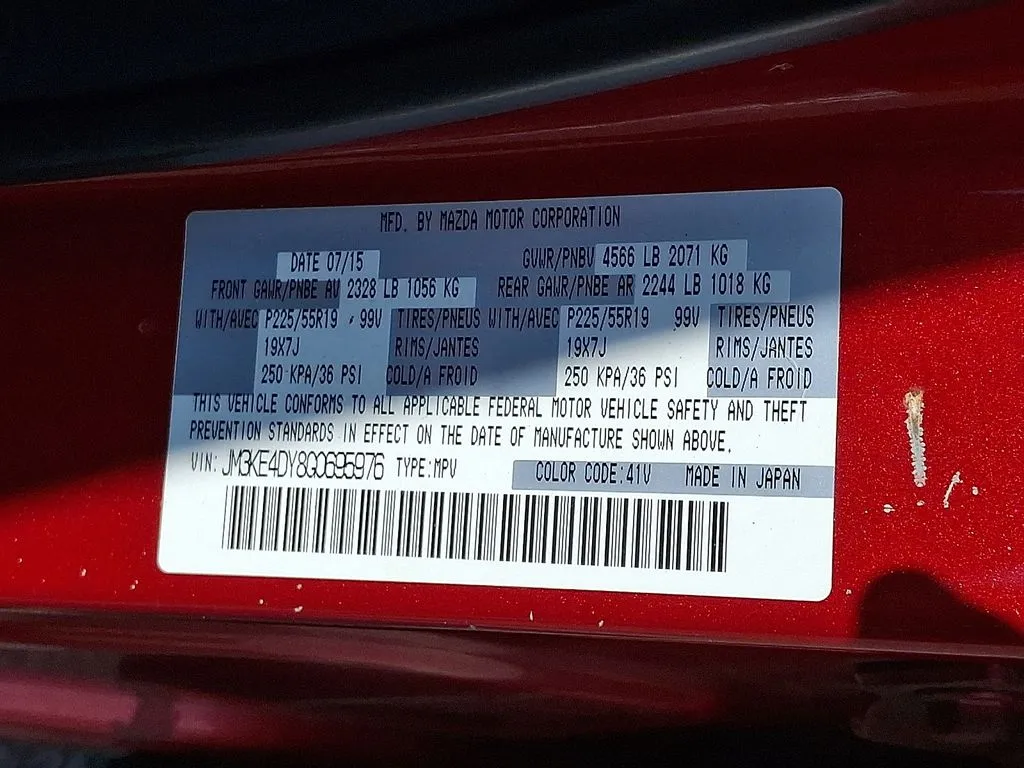 MFD. BY MAZDA MOTOR CORPORATION
DATE 07/15 GVWR/PNBV 4566 LB 2071 KG
FRONT GAWR/PNBE AV 2328 LB 1056 KG REAR GAWR/PNBE AR 2244 LB 1018 KG
WITH/AVEC P225/55R19 99V TIRES/PNEUS WITH/AVEC P225/55R19 99V TIRES/PNEUS
19X7J RIMS/JANTES 19X7J RIMS/JANTES
250 KPA/36 PSI COLD/A FROID 250 KPA/36 PSI COLD/A FROID
THIS VEHICLE CONFORMS TO ALL APPLICABLE FEDERAL MOTOR VEHICLE SAFETY AND THEFT
PREVENTION STANDARDS IN EFFECT ON THE DATE OF MANUFACTURE SHOWN ABOVE.
VIN: JM3KE4DY8G0695976 TYPE:MPV COLOR CODE:41V MADE IN JAPAN